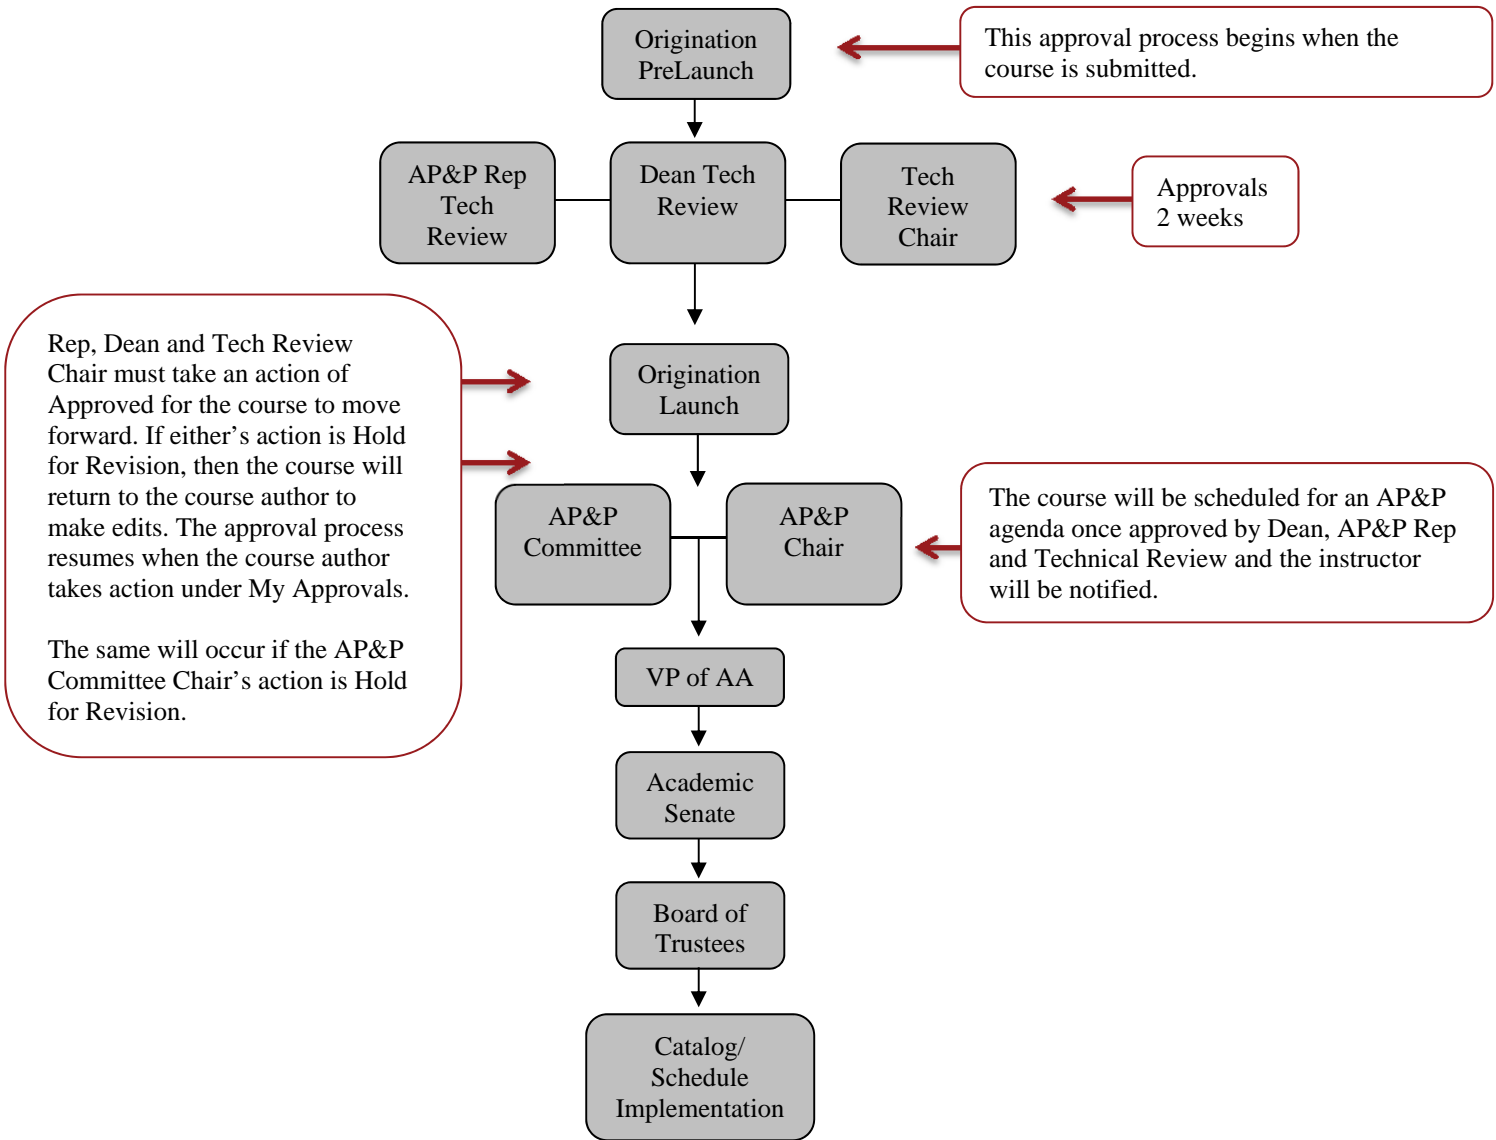 Origination
PreLaunch
This approval process begins when the
course is submitted.
AP&P Rep
Tech
Review
Dean Tech
Review
Tech
Review
Chair
Approvals
2 weeks
Rep, Dean and Tech Review
Chair must take an action of
Approved for the course to move
forward. If either’s action is Hold
for Revision, then the course will
return to the course author to
make edits. The approval process
resumes when the course author
takes action under My Approvals.
The same will occur if the AP&P
Committee Chair’s action is Hold
for Revision.
Origination
Launch
AP&P
Committee
AP&P
Chair
The course will be scheduled for an AP&P
agenda once approved by Dean, AP&P Rep
and Technical Review and the instructor
will be notified.
VP of AA
Academic
Senate
Board of
Trustees
Catalog/
Schedule
Implementation